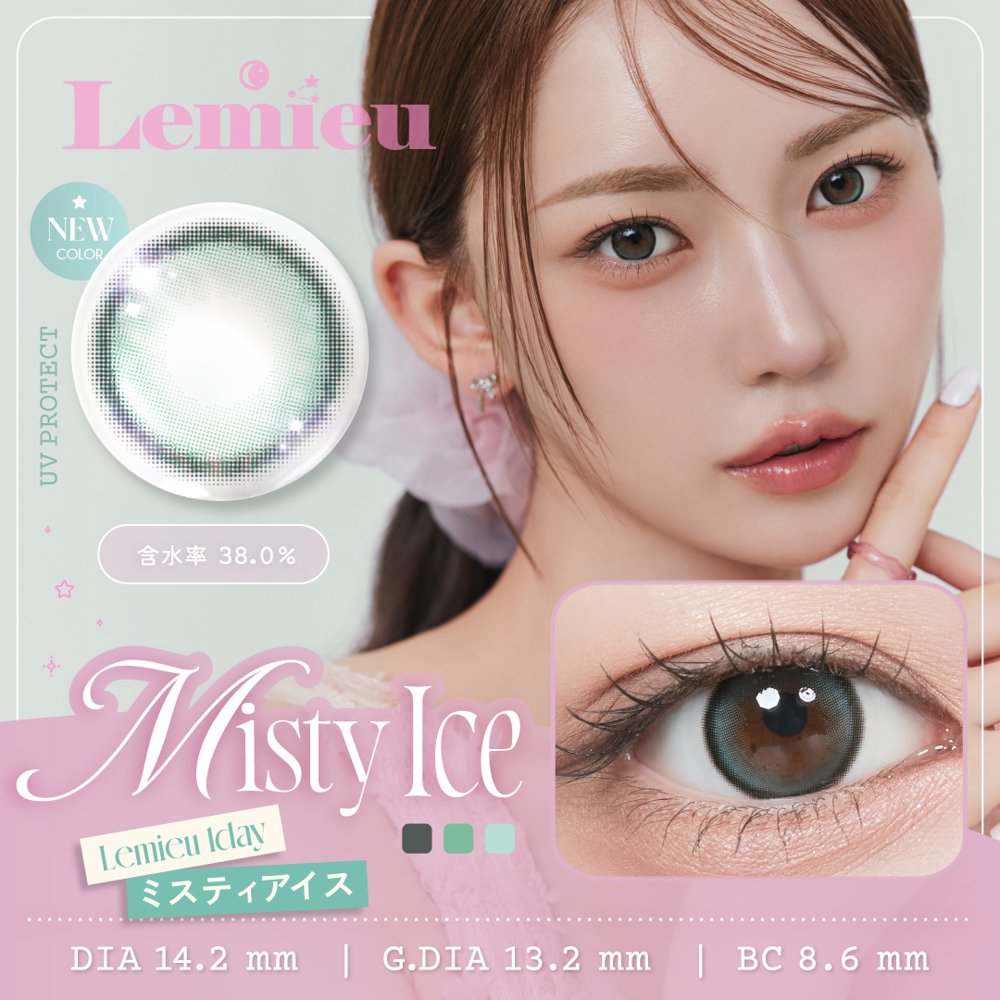 Lemieu
NEW
COLOR
UV PROTECT
含水率 38.0%
Misty Ice
Lemieu 1day
ミスティアイス
DIA 14.2 mm | G.DIA 13.2 mm | BC 8.6 mm